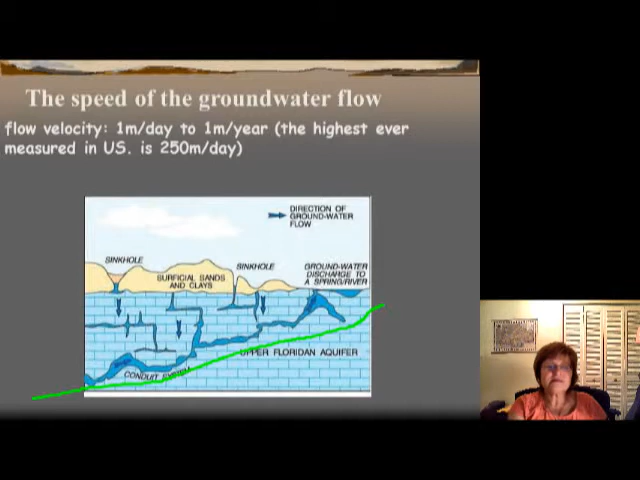 The speed of the groundwater flow
flow velocity: 1m/day to 1m/year (the highest ever
measured in US. is 250m/day)
DIRECTION OF
GROUND-WATER
FLOW
SINKHOLE
SURFICIAL SANDS
AND CLAYS
SINKHOLE
GROUND-WATER
DISCHARGE TO
A SPRING/RIVER
UPPER FLORIDAN AQUIFER
CONDUIT SYSTEM